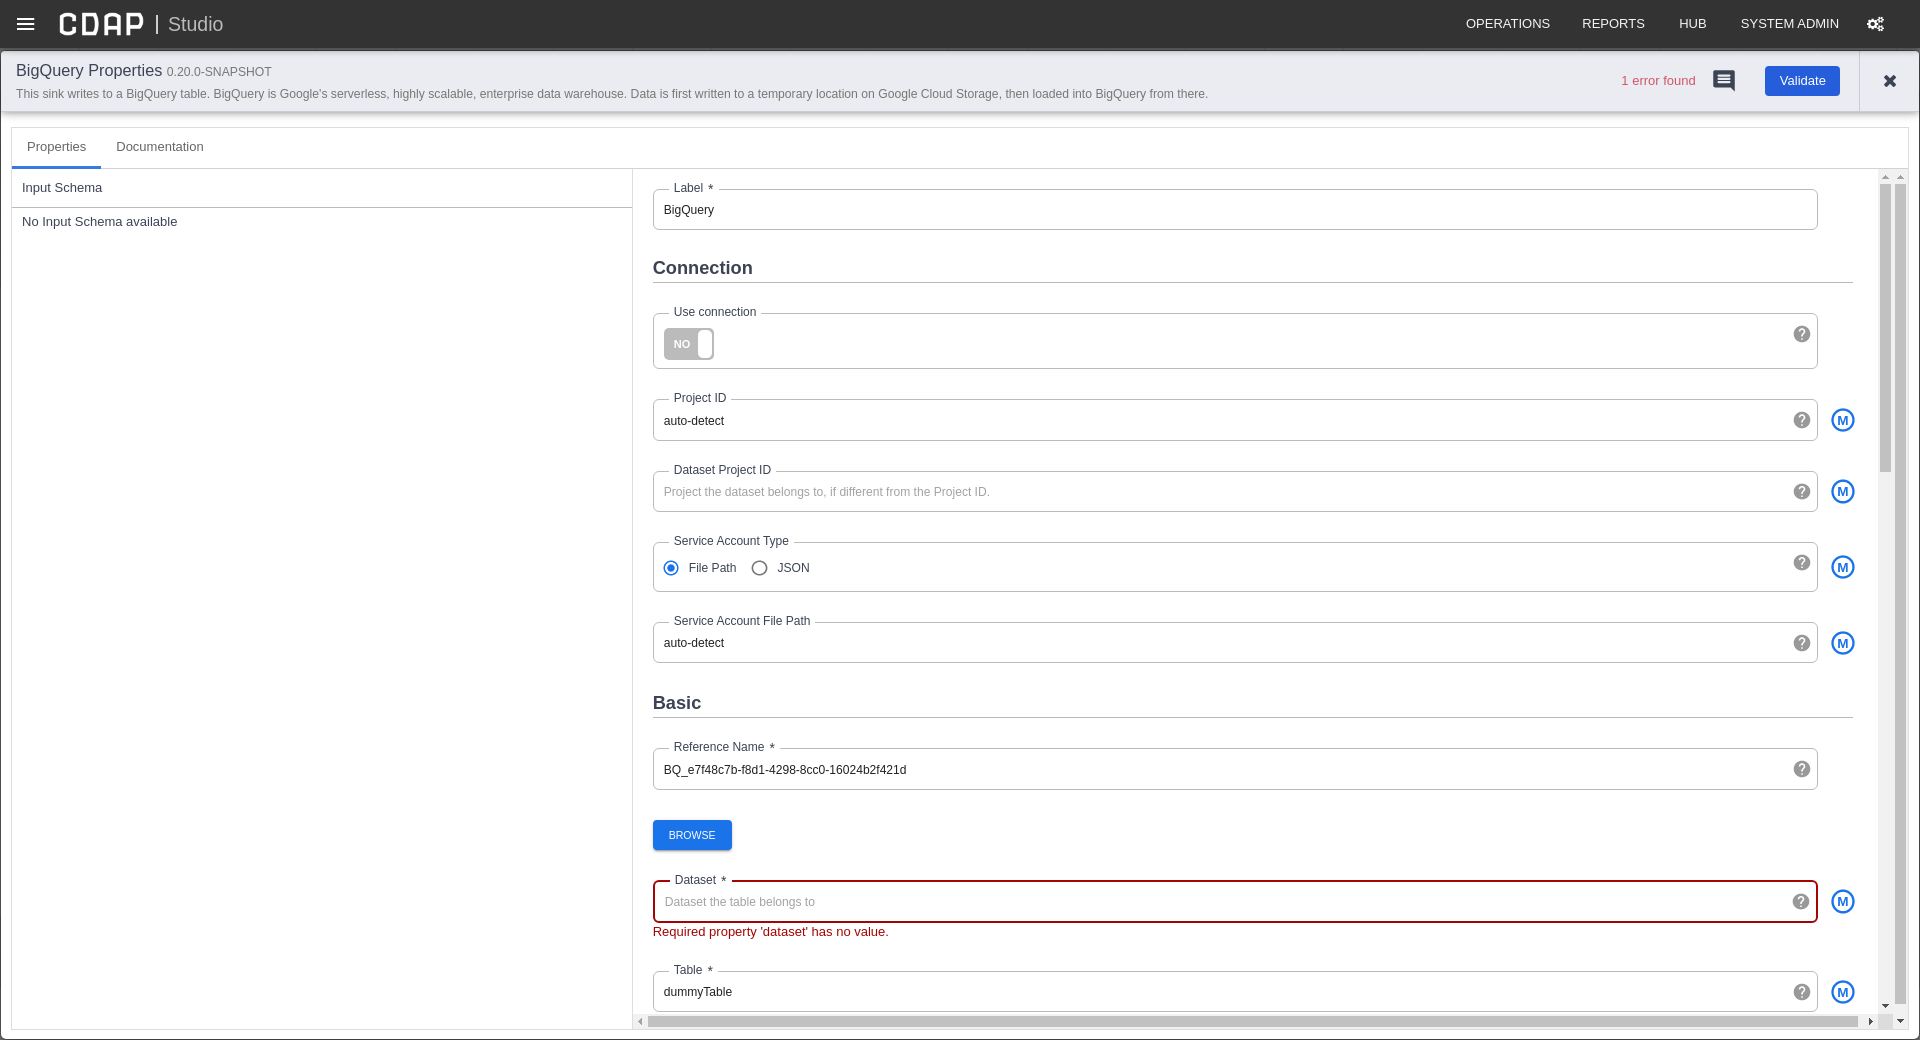 CDAP | Studio
OPERATIONS REPORTS HUB SYSTEM ADMIN
BigQuery Properties 0.20.0-SNAPSHOT
This sink writes to a BigQuery table. BigQuery is Google's serverless, highly scalable, enterprise data warehouse. Data is first written to a temporary location on Google Cloud Storage, then loaded into BigQuery from there.
1 error found
Validate
Properties Documentation
Input Schema
No Input Schema available
Label *
BigQuery
Connection
Use connection
NO
Project ID
auto-detect
M
Dataset Project ID
Project the dataset belongs to, if different from the Project ID.
M
Service Account Type
File Path JSON
M
Service Account File Path
auto-detect
M
Basic
Reference Name *
BQ_e7f48c7b-f8d1-4298-8cc0-16024b2f421d
BROWSE
Dataset *
Dataset the table belongs to
M
Required property 'dataset' has no value.
Table *
dummyTable
M